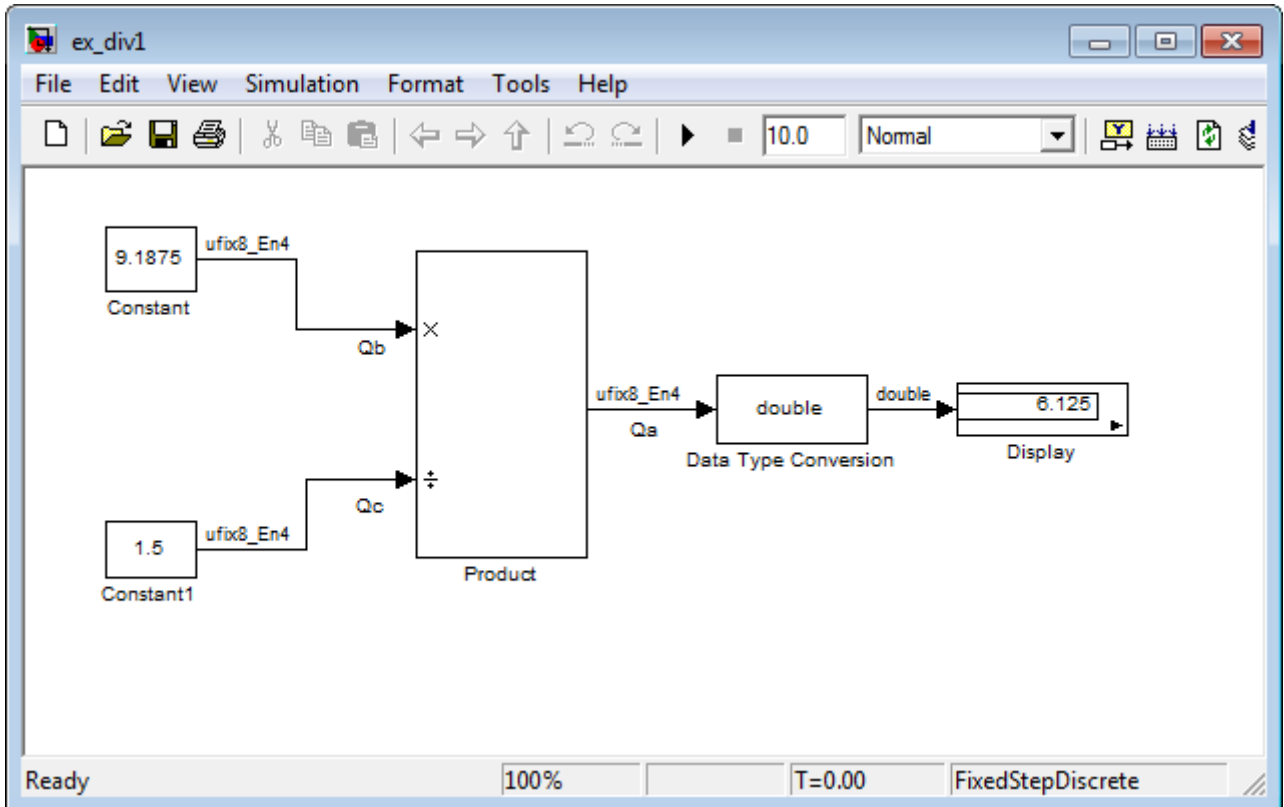 ex_div1
File Edit View Simulation Format Tools Help
10.0 Normal
9.1875
Constant
ufix8_En4
Qb
×
÷
Qc
1.5
Constant1
ufix8_En4
Product
ufix8_En4
Qa
double
Data Type Conversion
double
6.125
Display
Ready 100% T=0.00 FixedStepDiscrete